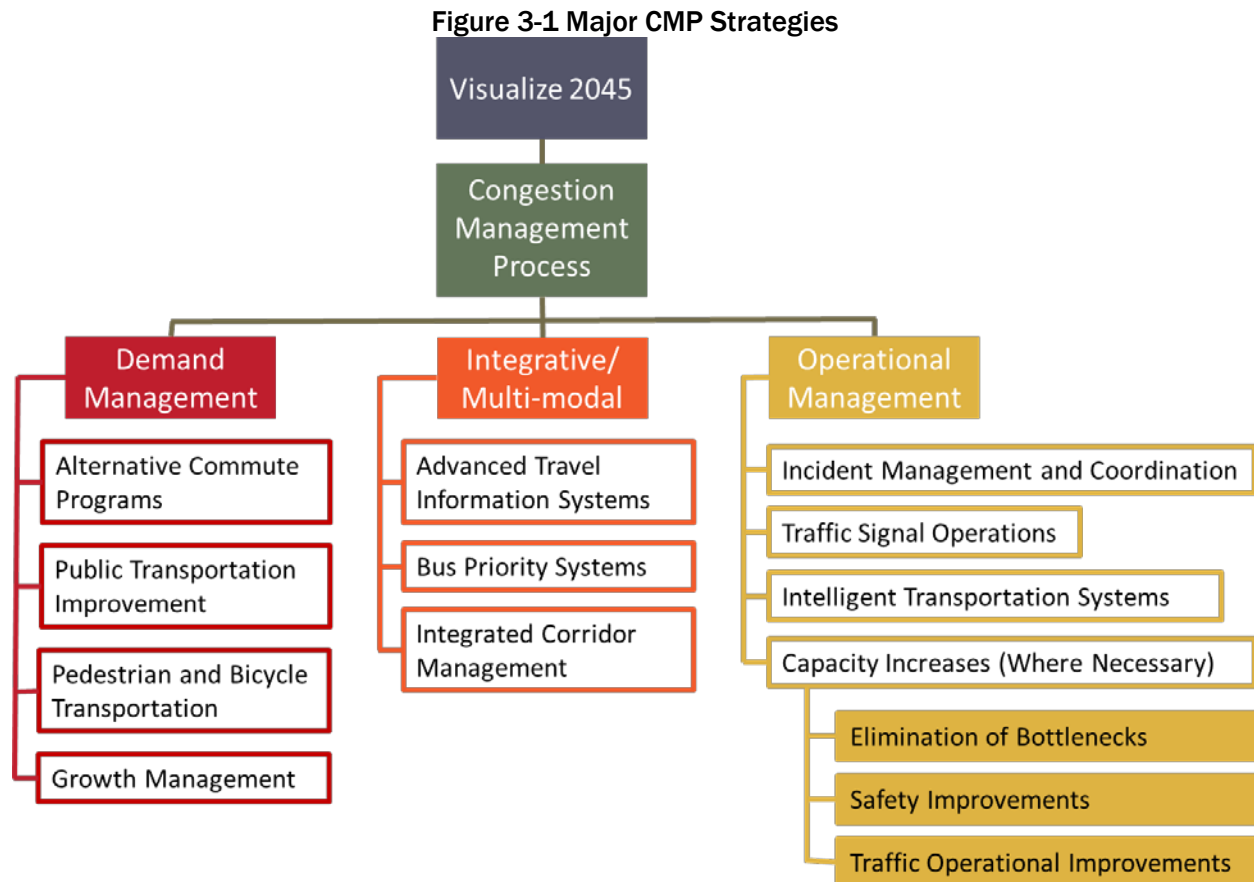 Figure 3-1 Major CMP Strategies
Visualize 2045
Congestion
Management
Process
Demand
Management
Alternative Commute
Programs
Public Transportation
Improvement
Pedestrian and Bicycle
Transportation
Growth Management
Integrative/
Multi-modal
Advanced Travel
Information Systems
Bus Priority Systems
Integrated Corridor
Management
Operational
Management
Incident Management and Coordination
Traffic Signal Operations
Intelligent Transportation Systems
Capacity Increases (Where Necessary)
Elimination of Bottlenecks
Safety Improvements
Traffic Operational Improvements